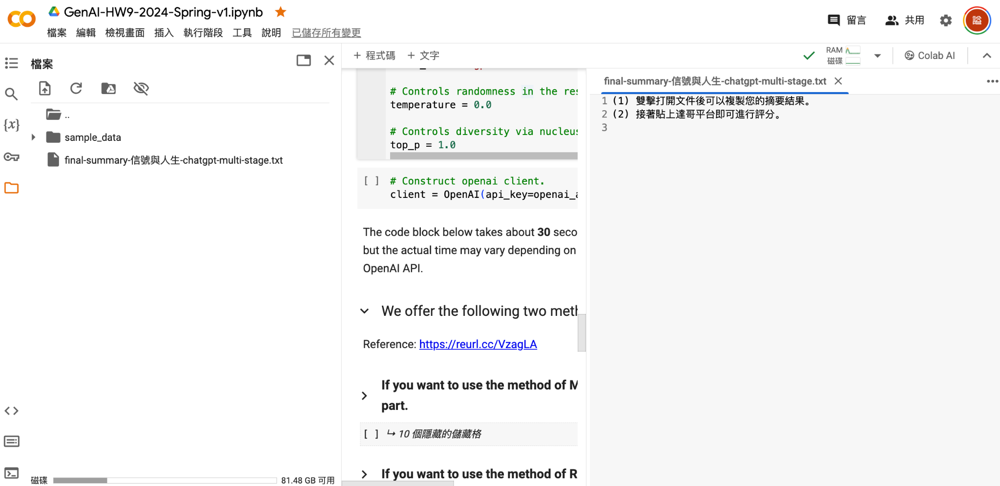 GenAI-HW9-2024-Spring-v1.ipynb
檔案 編輯 檢視畫面 插入 執行階段 工具 說明 已儲存所有變更
留言 共用 謚
檔案
..
sample_data
final-summary-信號與人生-chatgpt-multi-stage.txt
磁碟 81.48 GB 可用
+ 程式碼 + 文字
RAM
磁碟
Colab AI
# Controls randomness in the res
temperature = 0.0
# Controls diversity via nucleus
top_p = 1.0
[ ] # Construct openai client.
client = OpenAI(api_key=openai_a
The code block below takes about 30 seco
but the actual time may vary depending on
OpenAI API.
We offer the following two meth
Reference: https://reurl.cc/VzagLA
If you want to use the method of M
part.
[ ] ↳ 10 個隱藏的儲藏格
If you want to use the method of R
final-summary-信號與人生-chatgpt-multi-stage.txt
1 (1) 雙擊打開文件後可以複製您的摘要結果。
2 (2) 接著貼上達哥平台即可進行評分。
3